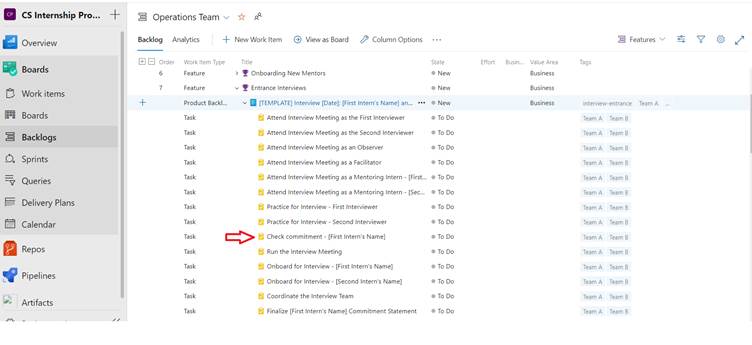 CP CS Internship Pro...
Operations Team
Overview
Boards
Work items
Boards
Backlogs
Sprints
Queries
Delivery Plans
Calendar
Repos
Pipelines
Artifacts
Backlog Analytics New Work Item View as Board Column Options ... Features
Order Work Item Type Title State Effort Busin... Value Area Tags
6 Feature Onboarding New Mentors New Business
7 Feature Entrance Interviews New Business
Product Backl... [TEMPLATE] Interview [Date]: [First Intern's Name] an... ... New Business interview-entrance Team A ...
Task Attend Interview Meeting as the First Interviewer To Do Team A Team B
Task Attend Interview Meeting as the Second Interviewer To Do Team A Team B
Task Attend Interview Meeting as an Observer To Do Team A Team B
Task Attend Interview Meeting as a Facilitator To Do Team A Team B
Task Attend Interview Meeting as a Mentoring Intern - [First... To Do Team A Team B
Task Attend Interview Meeting as a Mentoring Intern - [Sec... To Do Team A Team B
Task Practice for Interview - First Interviewer To Do Team A Team B
Task Practice for Interview - Second Interviewer To Do Team A Team B
Task Check commitment - [First Intern's Name] To Do Team A Team B
Task Run the Interview Meeting To Do Team A Team B
Task Onboard for Interview - [First Intern's Name] To Do Team A Team B
Task Onboard for Interview - [Second Intern's Name] To Do Team A Team B
Task Coordinate the Interview Team To Do Team A Team B
Task Finalize [First Intern's Name] Commitment Statement To Do Team A Team B